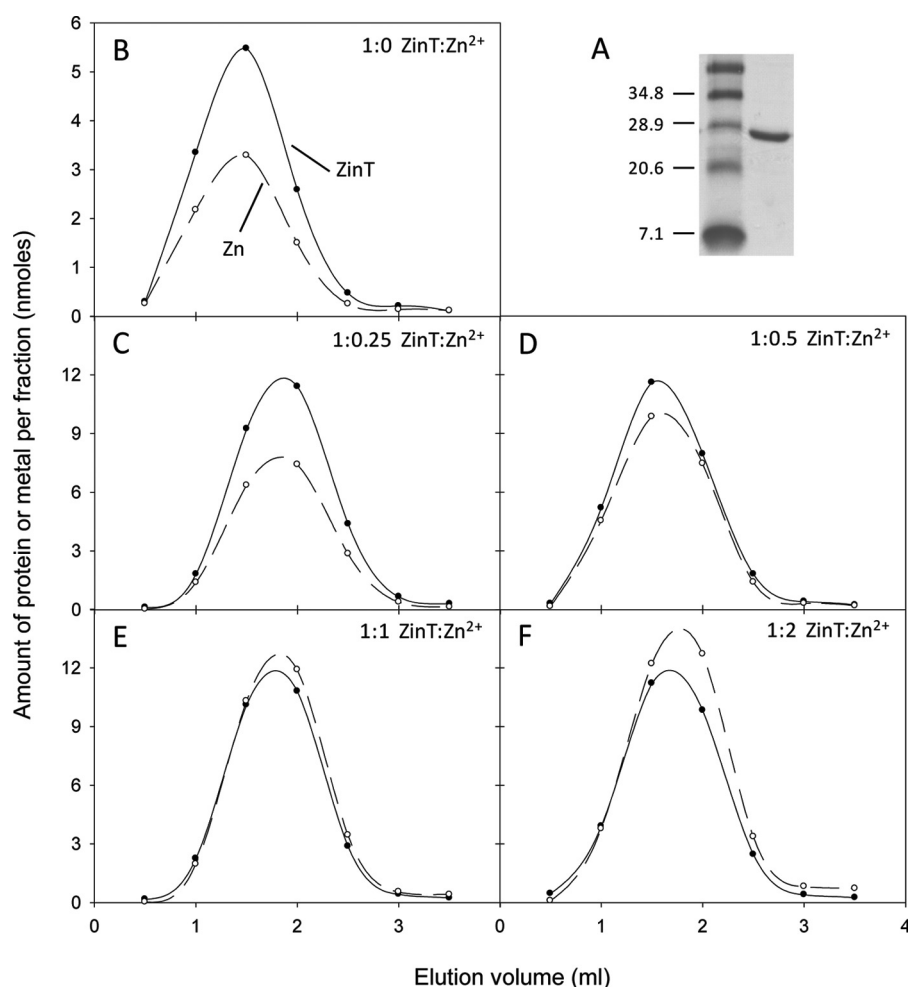 B
1:0 ZinT:Zn2+
ZinT
Zn
6
5
4
3
2
1
0
A
34.8
28.9
20.6
7.1
C
1:0.25 ZinT:Zn2+
12
9
6
3
0
D
1:0.5 ZinT:Zn2+
E
1:1 ZinT:Zn2+
12
9
6
3
0
F
1:2 ZinT:Zn2+
0 1 2 3 0 1 2 3 4
Elution volume (ml)
Amount of protein or metal per fraction (nmoles)